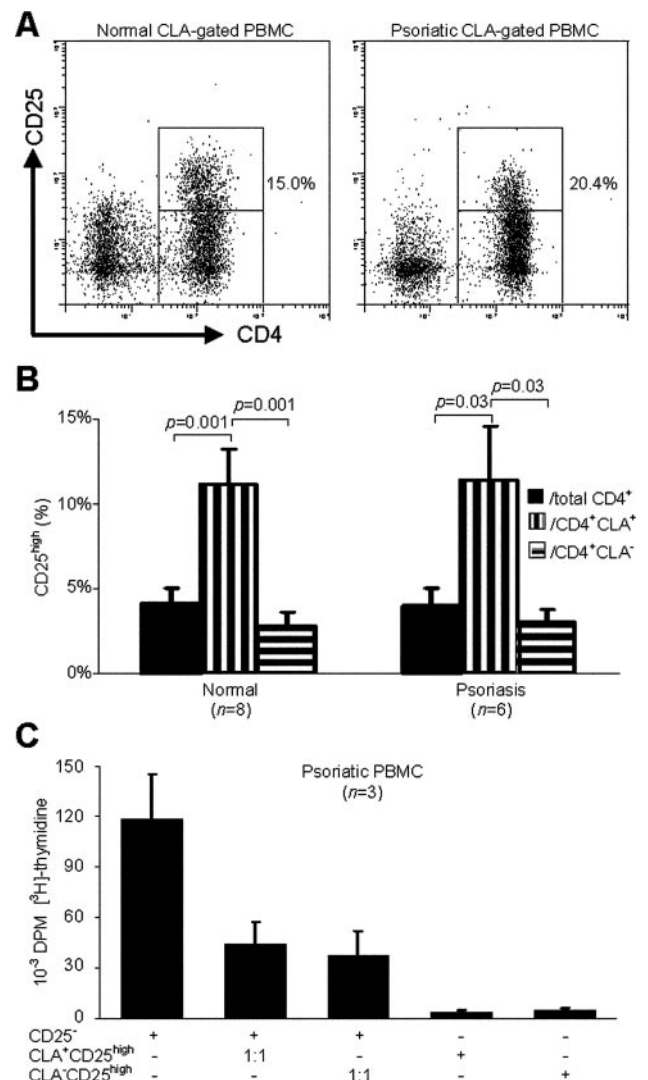 A
Normal CLA-gated PBMC
Psoriatic CLA-gated PBMC
CD25
15.0%
20.4%
CD4
B
p=0.001
p=0.001
p=0.03
p=0.03
15%
10%
5%
0%
CD25high (%)
/total CD4+
/CD4+CLA+
/CD4+CLA-
Normal
(n=8)
Psoriasis
(n=6)
C
Psoriatic PBMC
(n=3)
150
120
90
60
30
0
10-3 DPM [3H]-thymidine
CD25- + + + - -
CLA+CD25high - 1:1 - + -
CLA-CD25high - - 1:1 - +